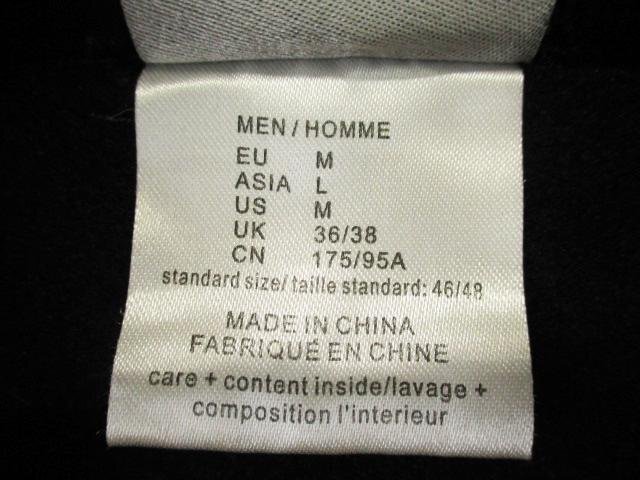 MEN / HOMME
EU M
ASIA L
US M
UK 36/38
CN 175/95A
standard size/ taille standard: 46/48
MADE IN CHINA
FABRIQUÉ EN CHINE
care + content inside/lavage +
composition l'interieur